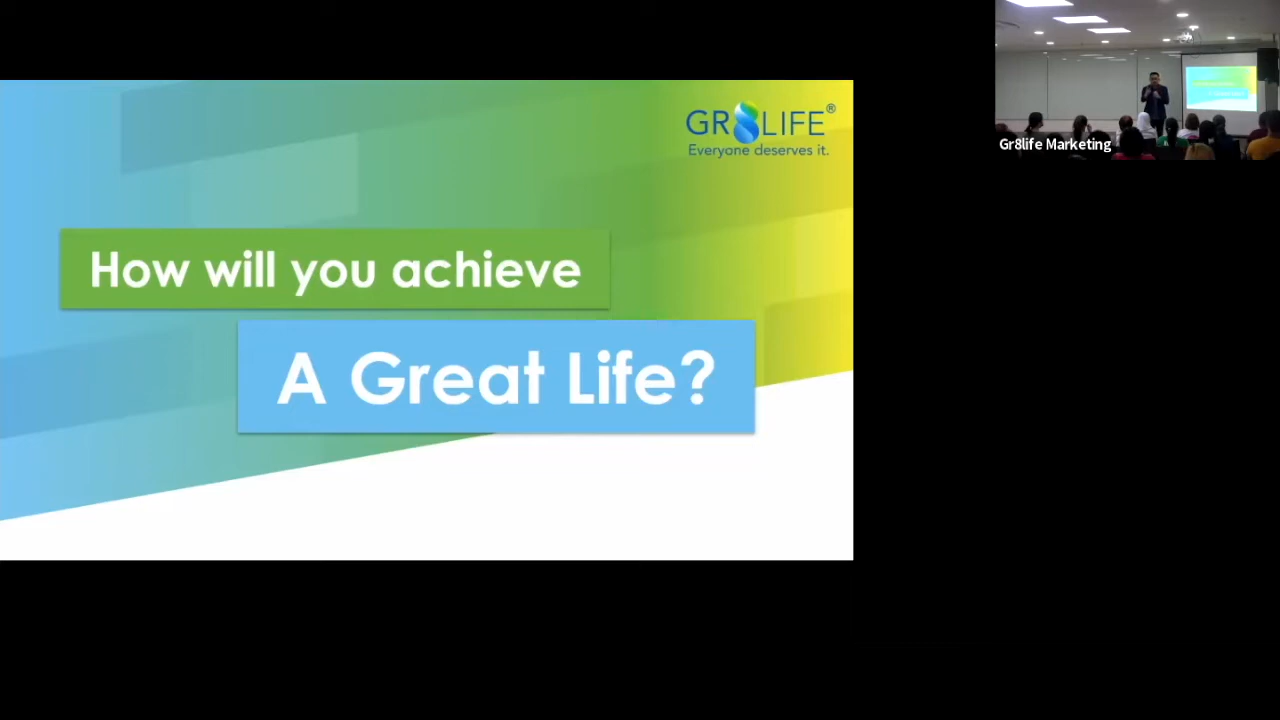 GR8LIFE®
Everyone deserves it.
How will you achieve
A Great Life?
Gr8life Marketing